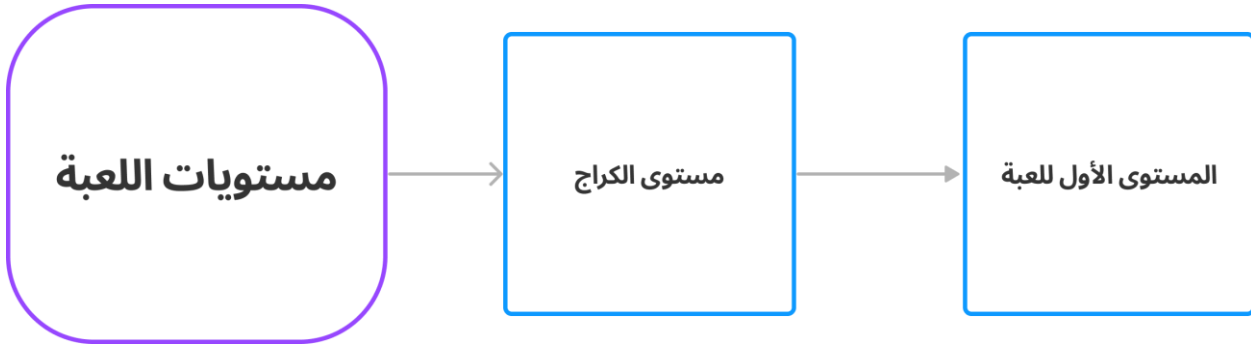 مستويات اللعبة
مستوى الكراج
المستوى الأول للعبة